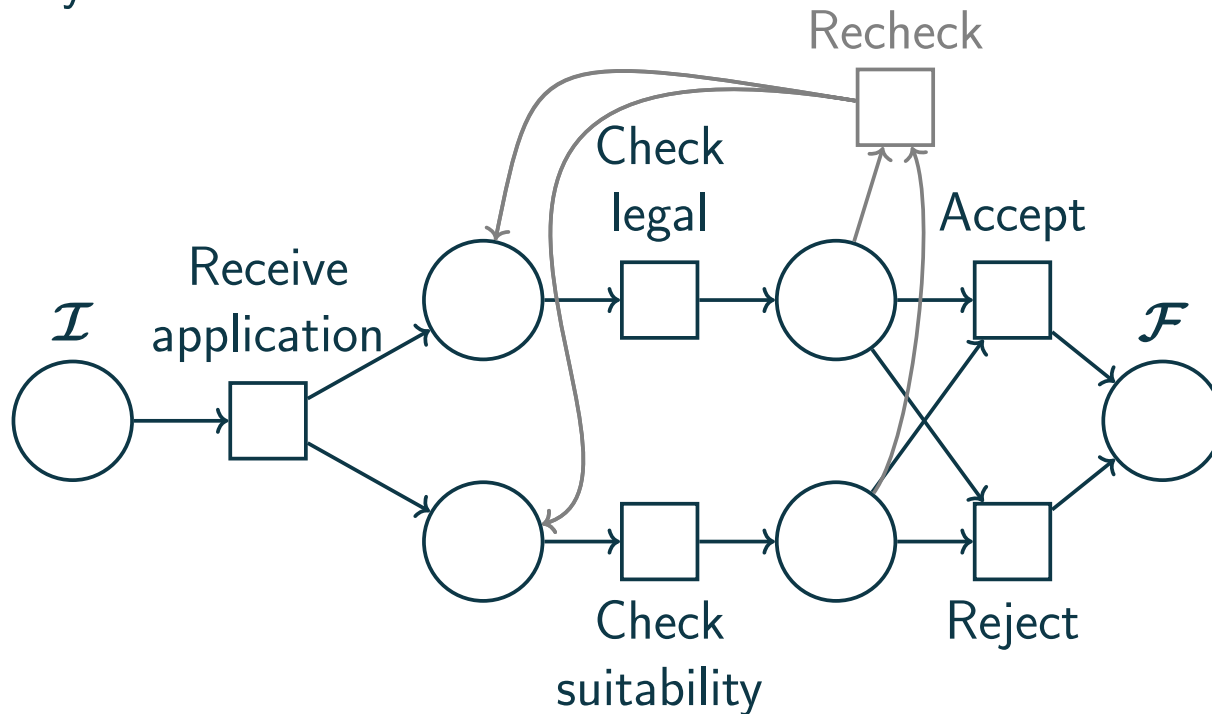 y
Recheck
Check
legal
Accept
Receive
application
I
F
Check
suitability
Reject